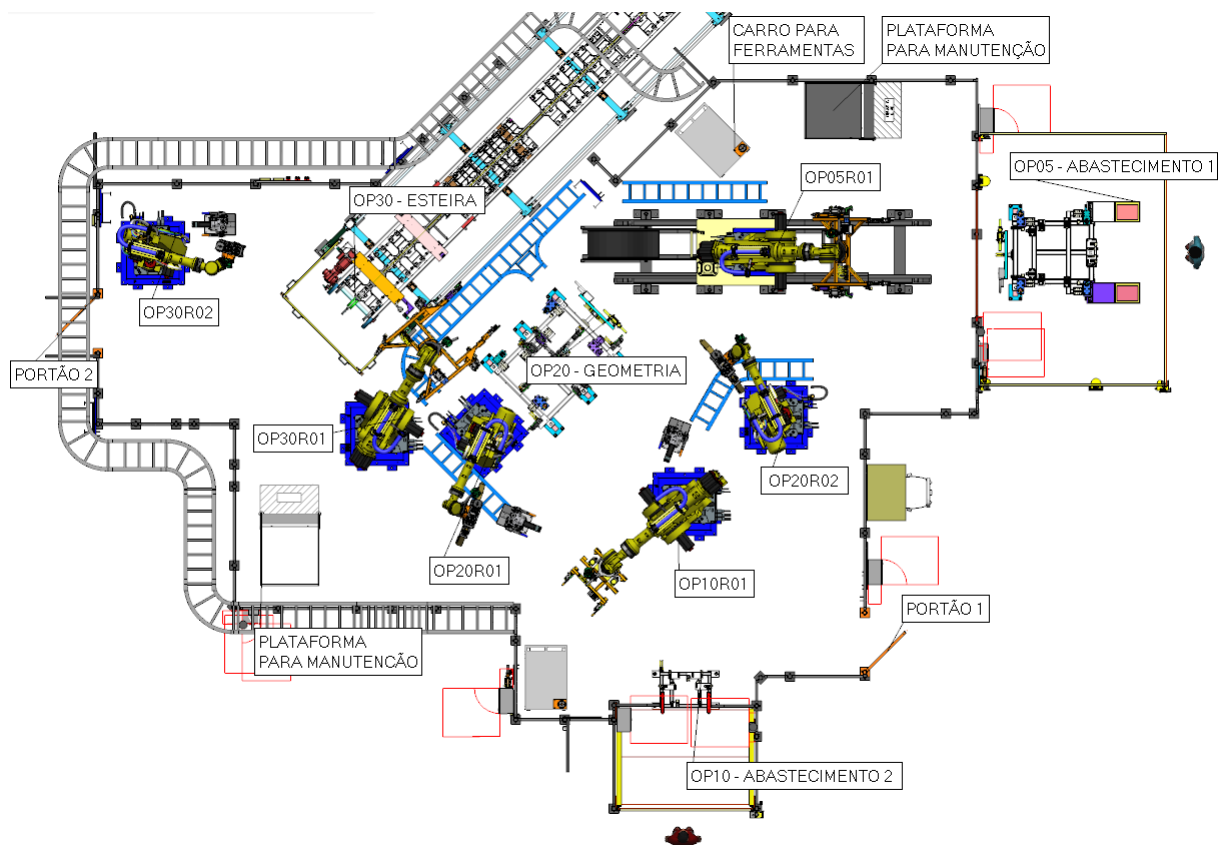 CARRO PARA
FERRAMENTAS
PLATAFORMA
PARA MANUTENÇÃO
OP05 - ABASTECIMENTO 1
OP05R01
OP30 - ESTEIRA
OP30R02
PORTÃO 2
OP20 - GEOMETRIA
OP30R01
OP20R02
OP20R01
OP10R01
PORTÃO 1
PLATAFORMA
PARA MANUTENCÃO
OP10 - ABASTECIMENTO 2